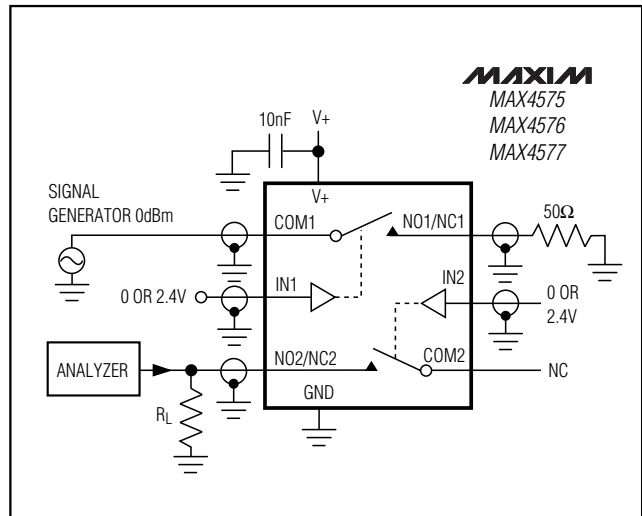 MAXIM
MAX4575
MAX4576
MAX4577
10nF
V+
V+
SIGNAL
GENERATOR 0dBm
COM1
NO1/NC1
50Ω
0 OR 2.4V
IN1
IN2
0 OR
2.4V
ANALYZER
NO2/NC2
COM2
NC
RL
GND